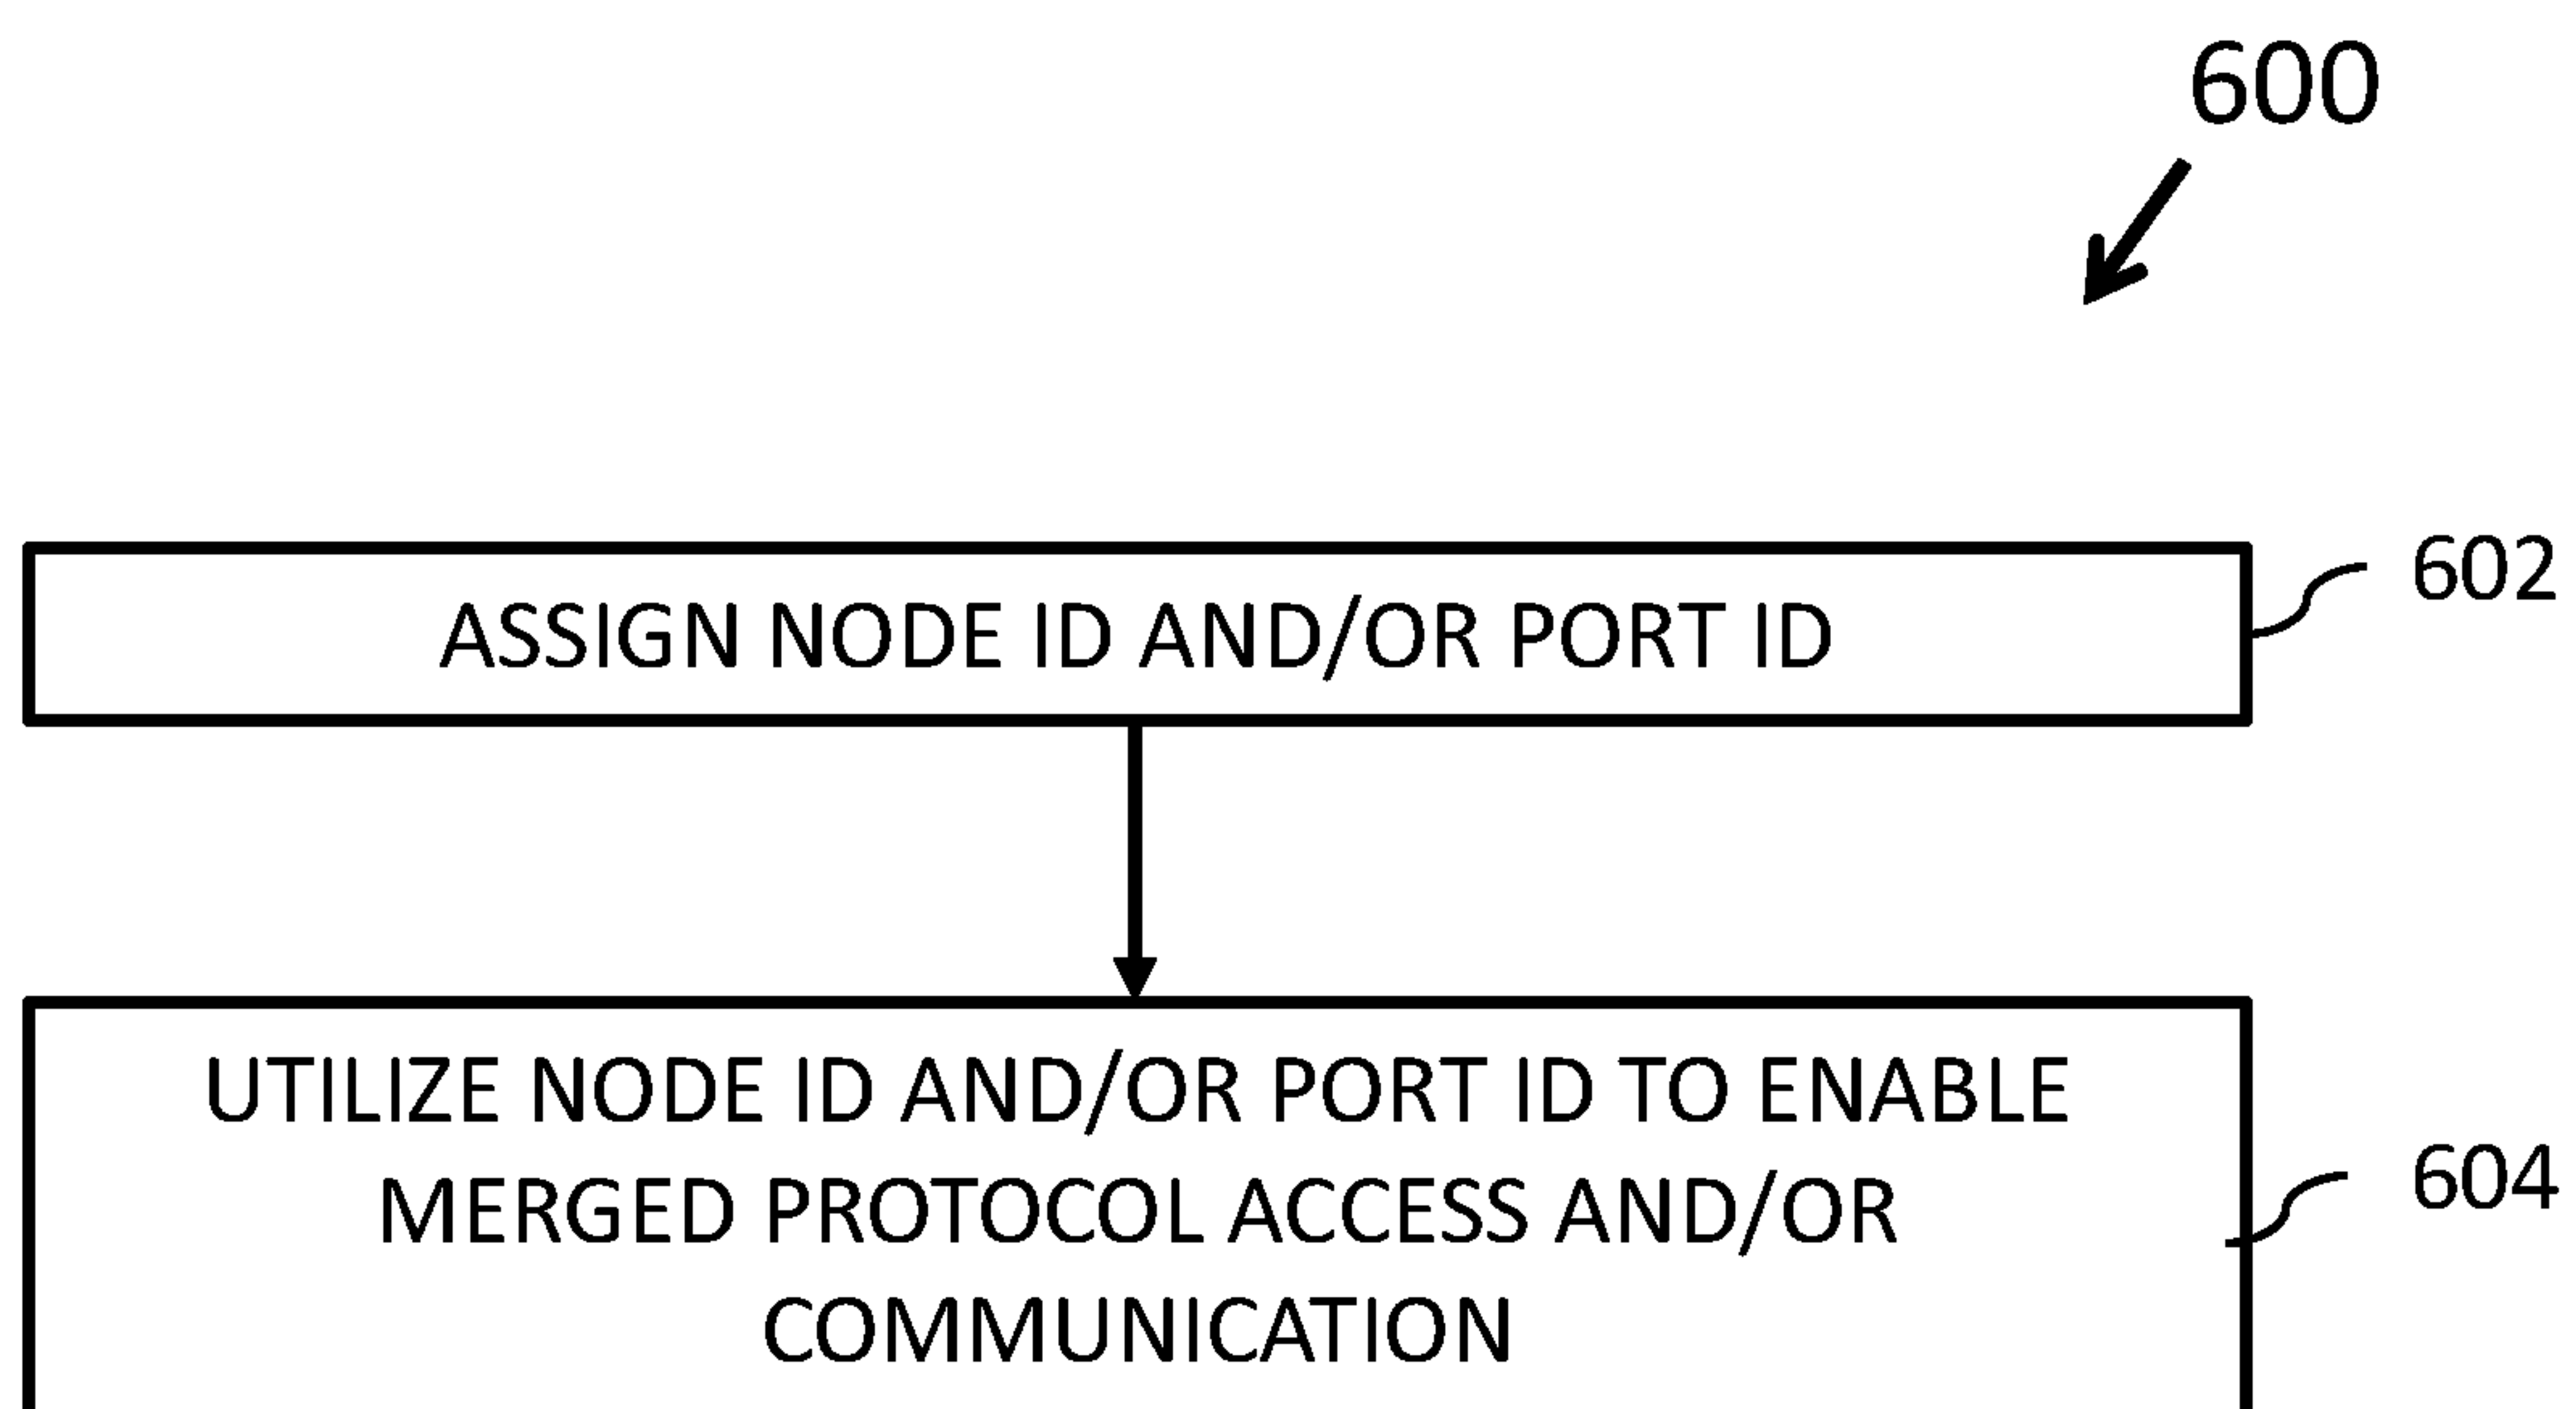 600
ASSIGN NODE ID AND/OR PORT ID
602
UTILIZE NODE ID AND/OR PORT ID TO ENABLE
MERGED PROTOCOL ACCESS AND/OR
COMMUNICATION
604